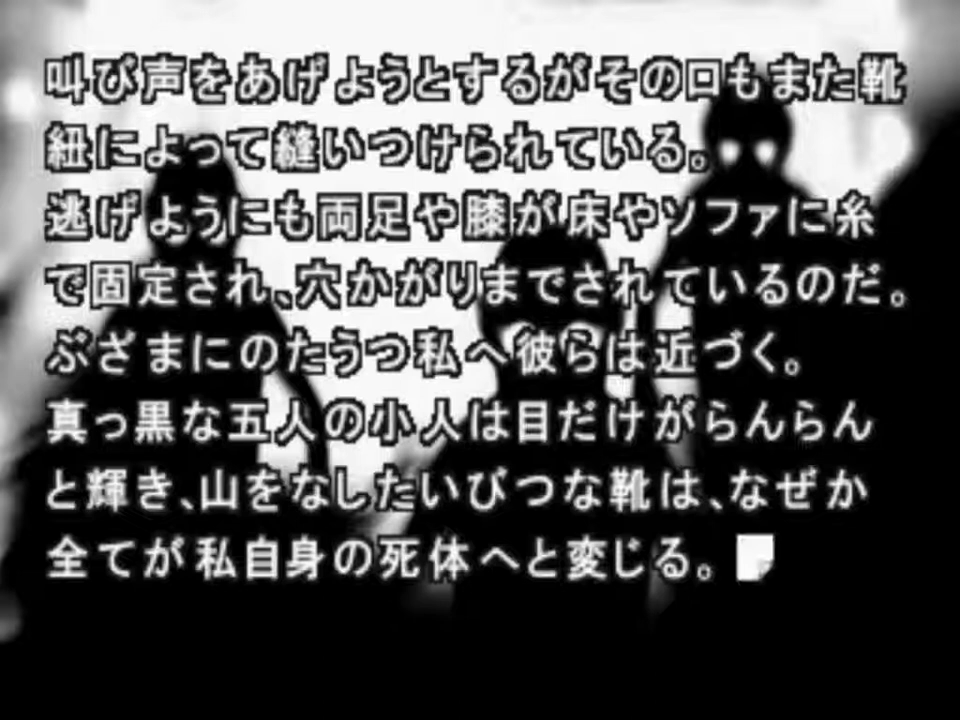 叫び声をあげようとするがその口もまた靴
紐によって縫いつけられている。
逃げようにも両足や膝が床やソファに糸
で固定され、穴かがりまでされているのだ。
ぶざまにのたうつ私へ彼らは近づく。
真っ黒な五人の小人は目だけがらんらん
と輝き、山をなしたいびつな靴は、なぜか
全てが私自身の死体へと変じる。